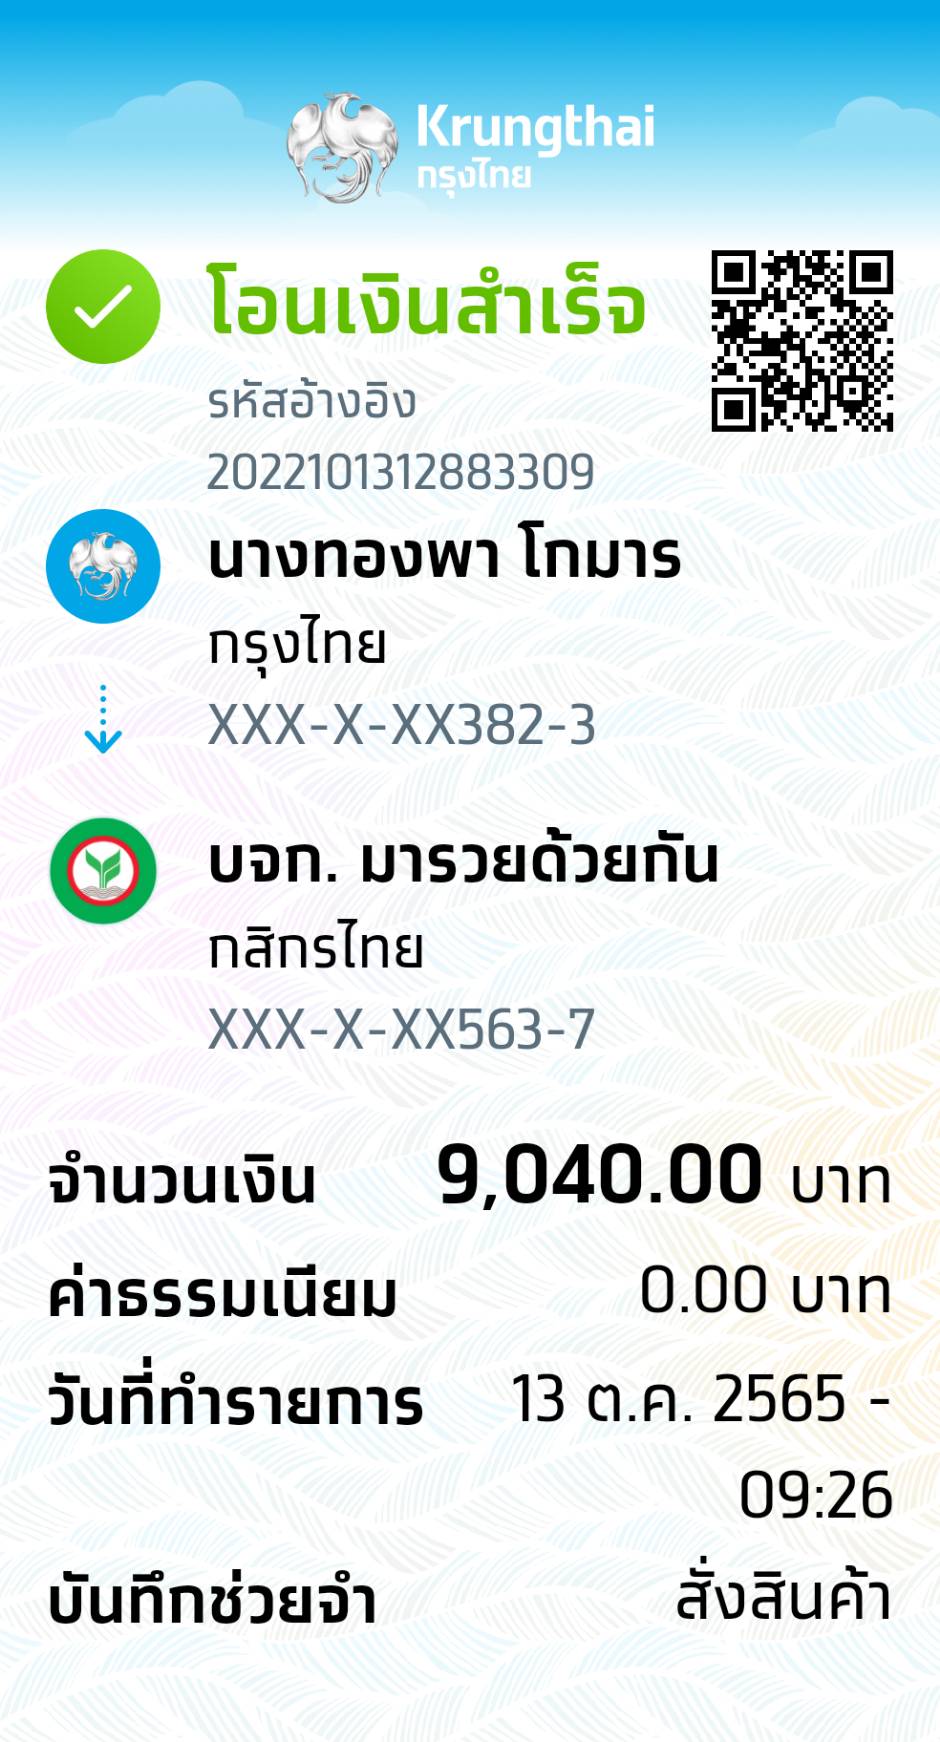 Krungthai
กรุงไทย
โอนเงินสำเร็จ
รหัสอ้างอิง
2022101312883309
นางทองพา โกมาร
กรุงไทย
XXX-X-XX382-3
บจก. มารวยด้วยกัน
กสิกรไทย
XXX-X-XX563-7
จำนวนเงิน 9,040.00 บาท
ค่าธรรมเนียม 0.00 บาท
วันที่ทำรายการ 13 ต.ค. 2565 -
09:26
บันทึกช่วยจำ สั่งสินค้า